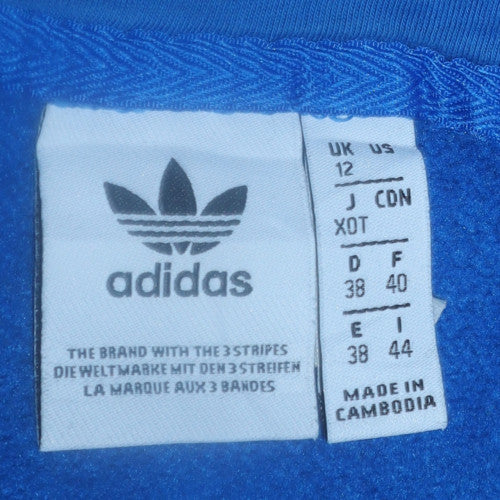 adidas
THE BRAND WITH THE 3 STRIPES
DIE WELTMARKE MIT DEN 3 STREIFEN
LA MARQUE AUX 3 BANDES
UK US
12
J CDN
XOT
D F
38 40
E I
38 44
MADE IN
CAMBODIA